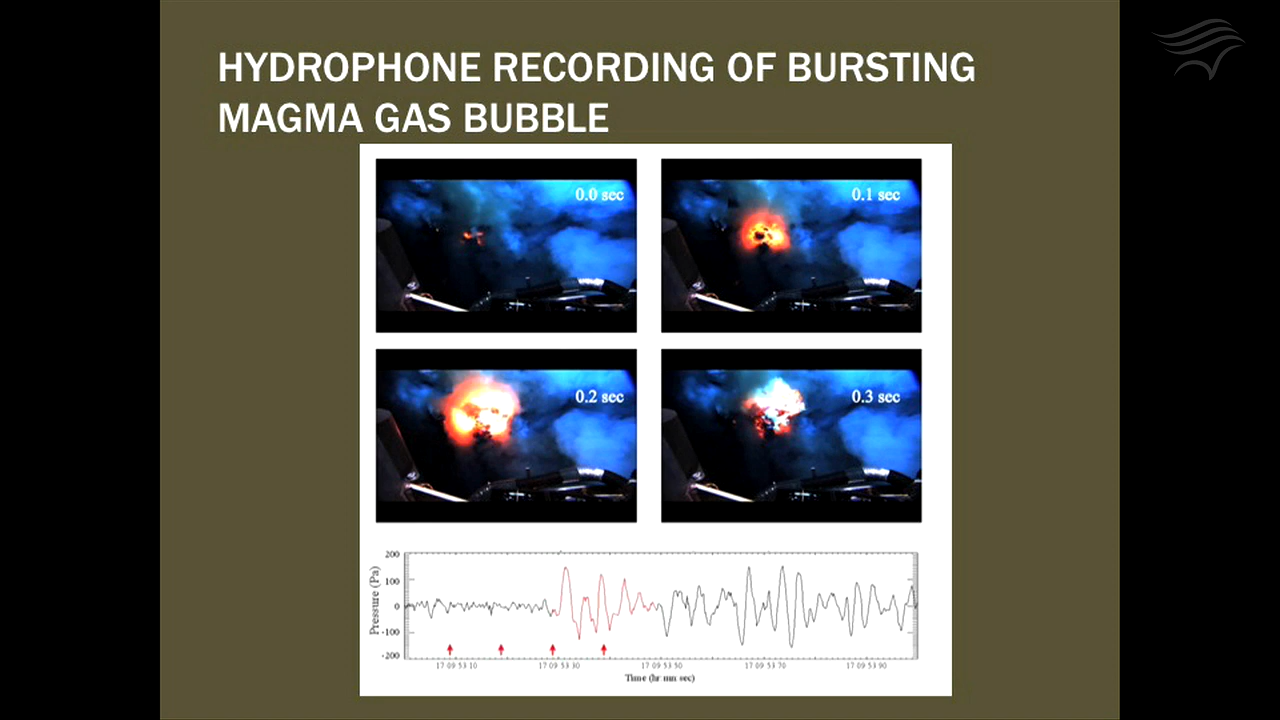 HYDROPHONE RECORDING OF BURSTING
MAGMA GAS BUBBLE
0.0 sec
0.1 sec
0.2 sec
0.3 sec
200
100
0
-100
-200
Pressure (Pa)
17 09 53 10
17 09 53 30
17 09 53 50
17 09 53 70
17 09 53 90
Time (hr mn sec)